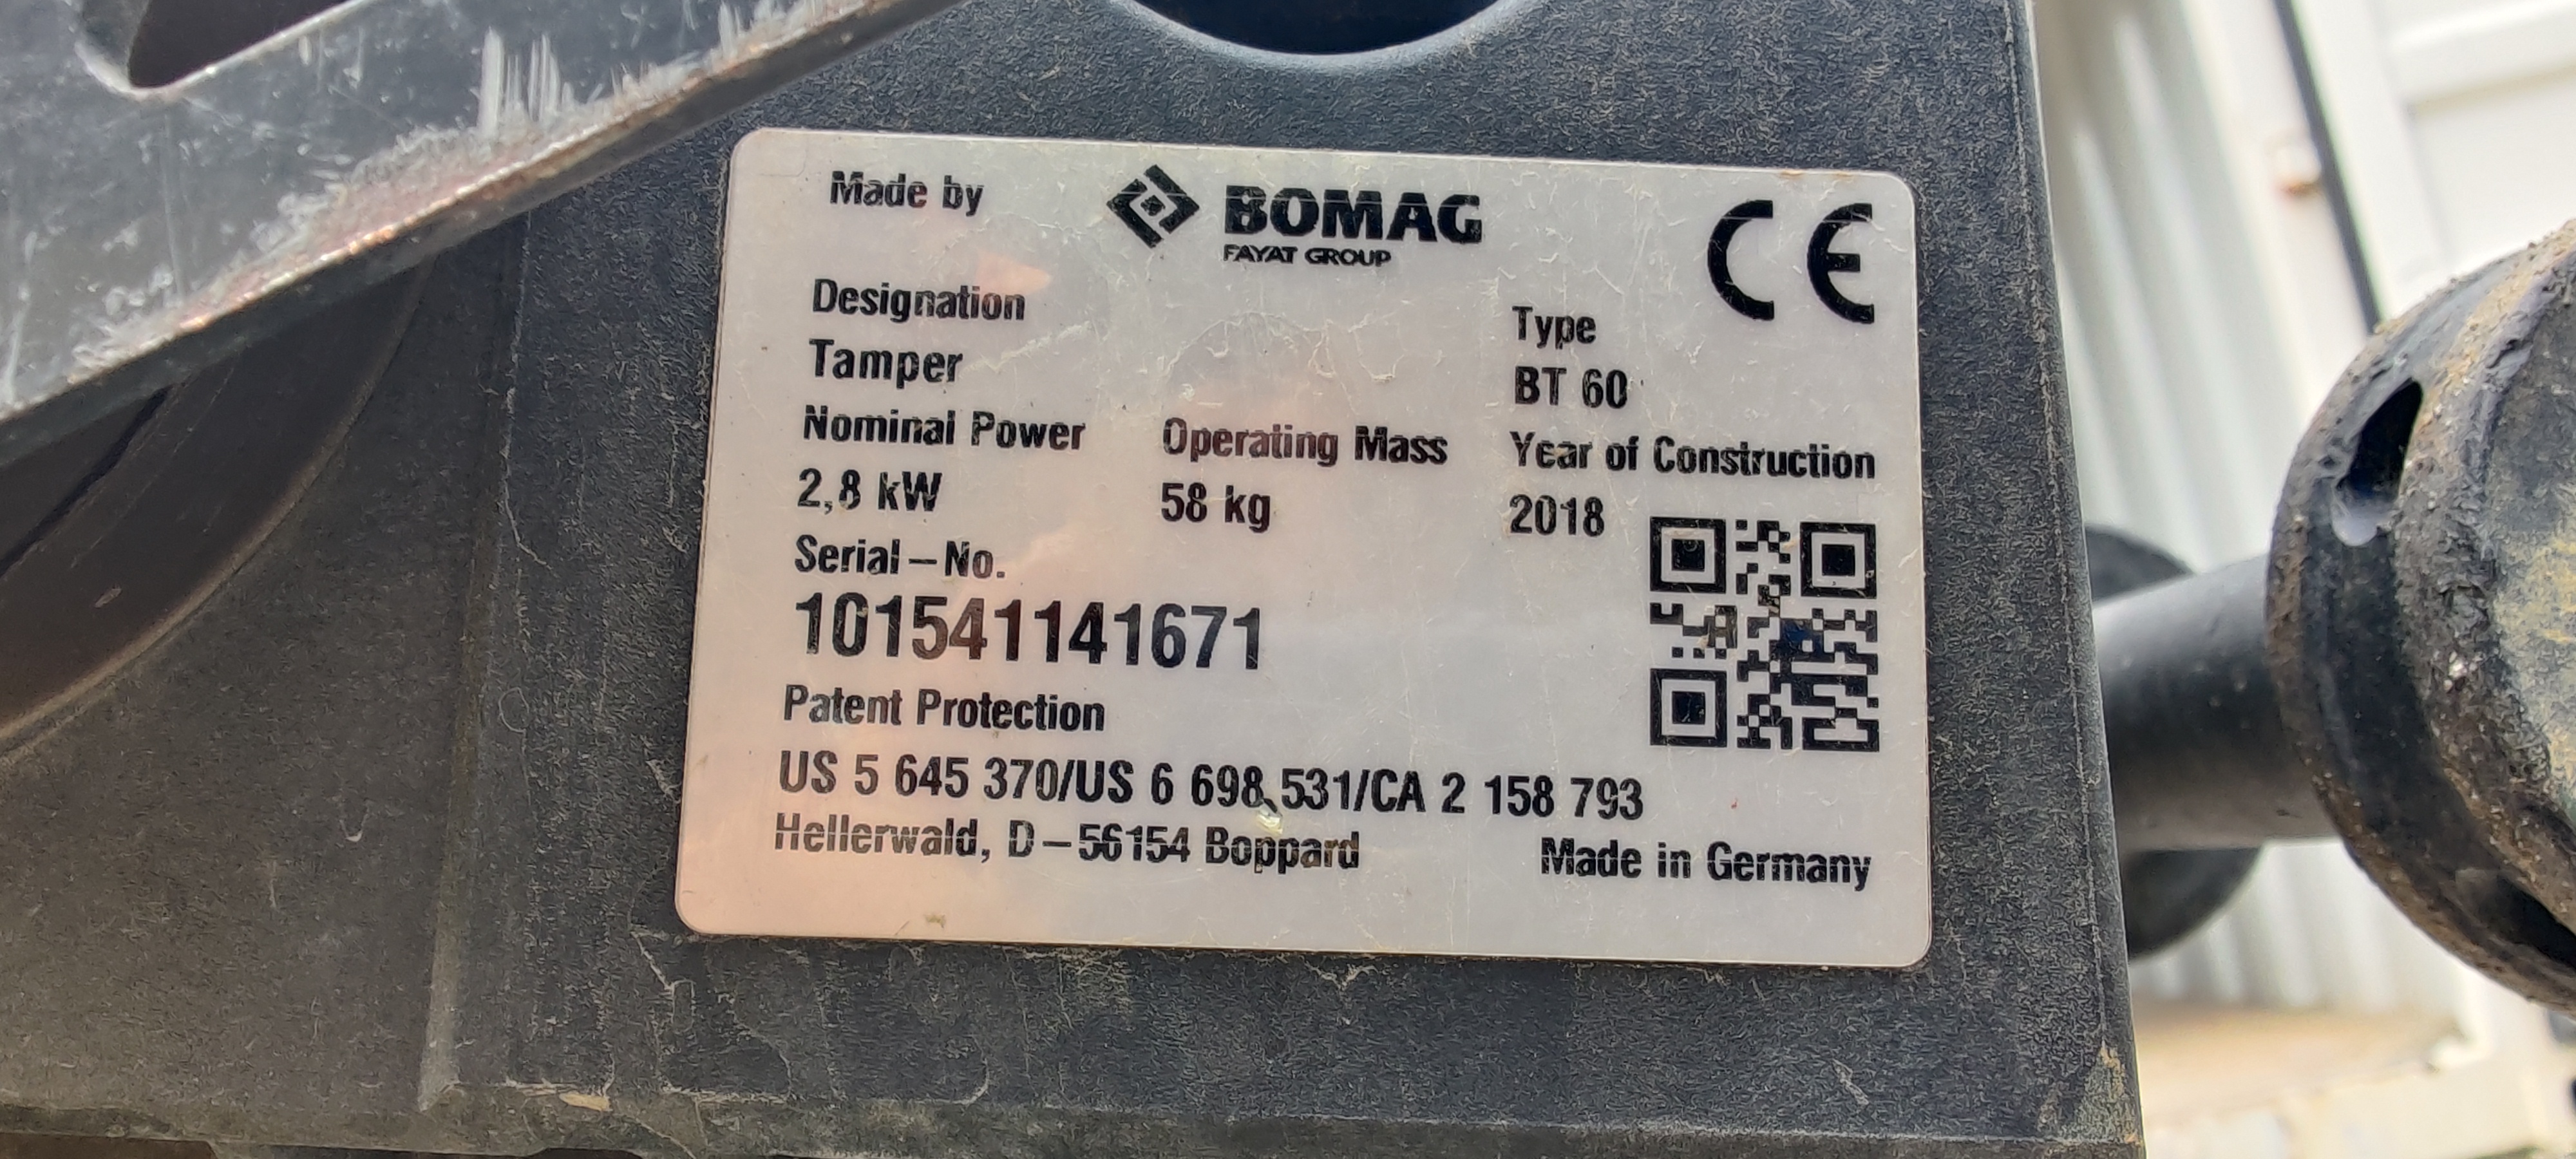 Made by
BOMAG
FAYAT GROUP
CE
Designation
Type
Tamper
BT 60
Nominal Power Operating Mass Year of Construction
2,8 kW 58 kg 2018
Serial-No.
101541141671
Patent Protection
US 5 645 370/US 6 698 531/CA 2 158 793
Hellerwald, D-56154 Boppard Made in Germany